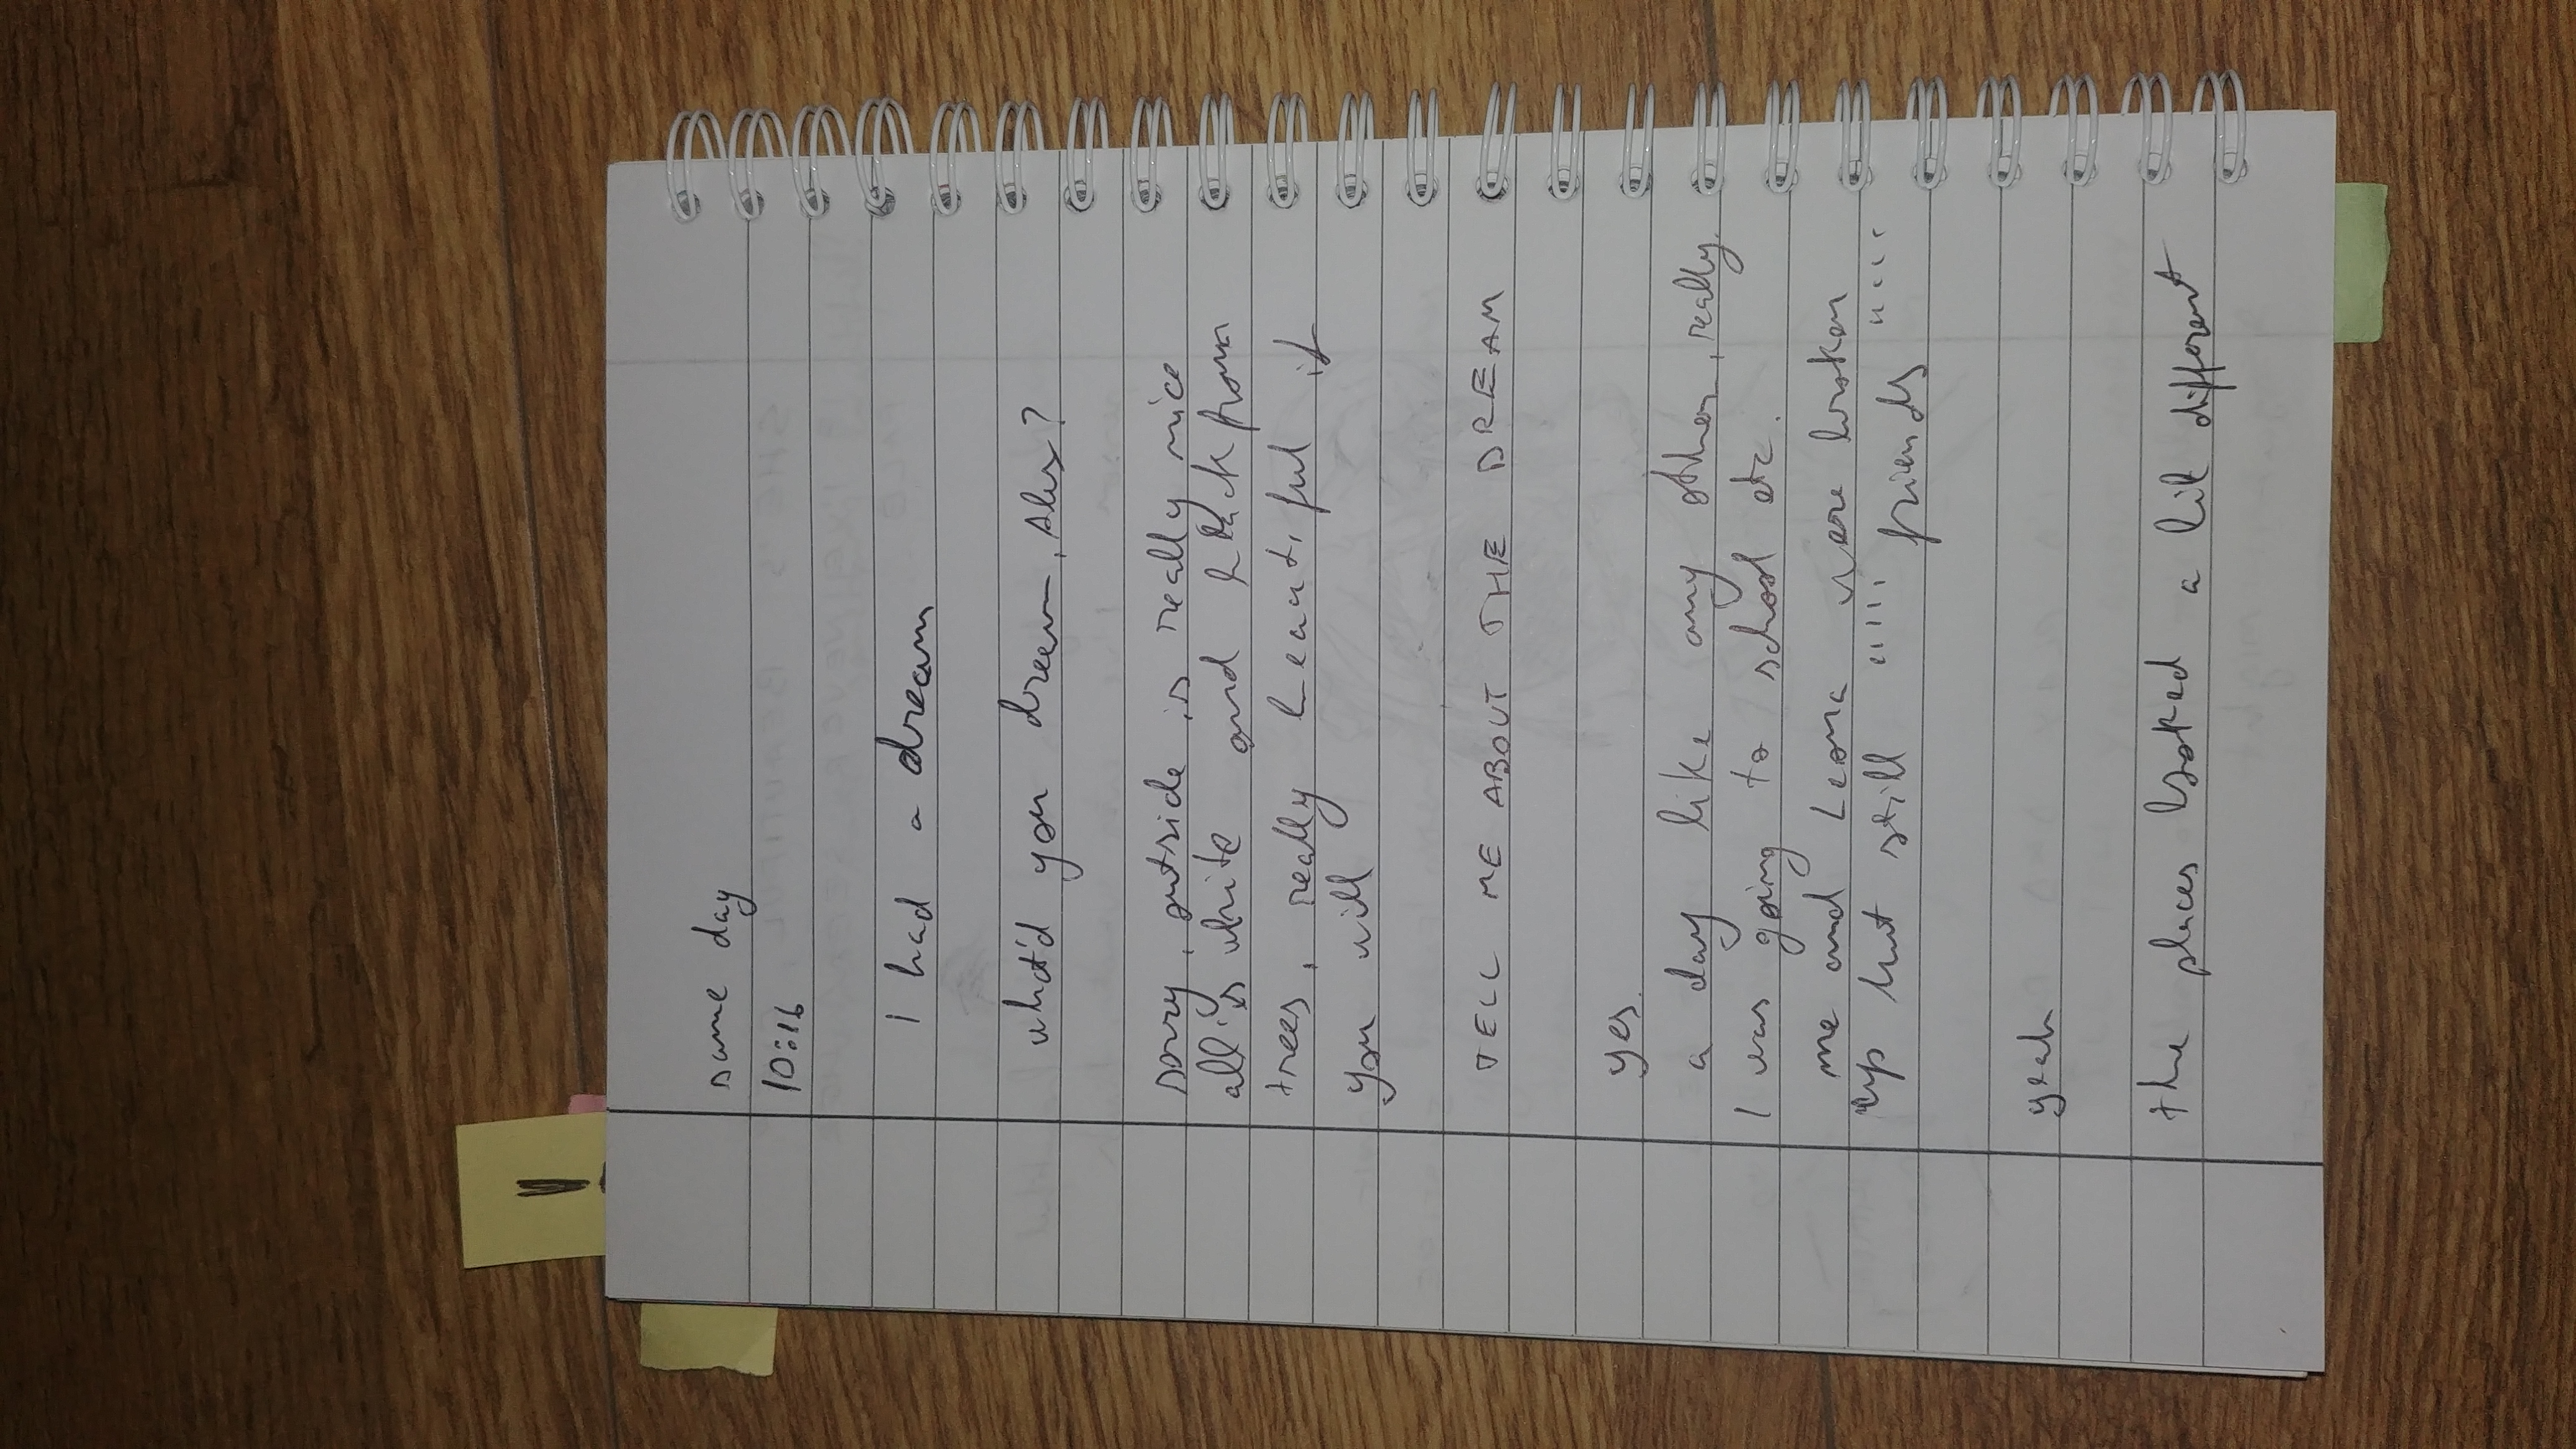 !
same day
10:16
I had a dream
what'd you dream, Alex?
sorry, outside is really nice
all is white and black from
trees, really beautiful if
you will
TELL ME ABOUT THE DREAM
yes.
a day like any other, really.
I was going to school etc.
me and Leona were broken
up but still """ friends """
yeah
the places looked a lil different